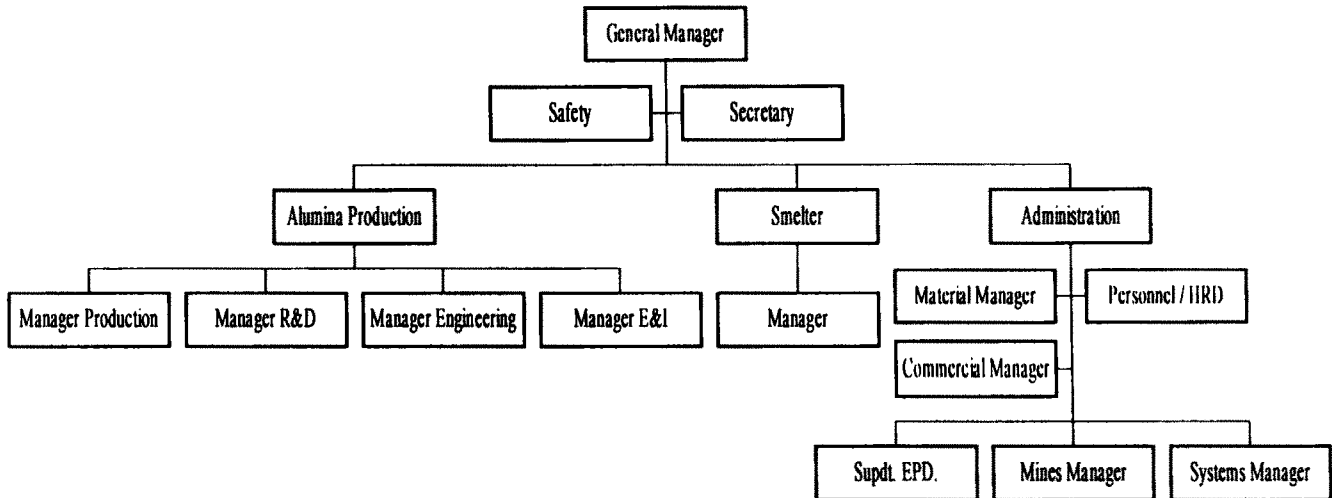 General Manager
Safety
Secretary
Alumina Production
Smelter
Administration
Manager Production
Manager R&D
Manager Engineering
Manager E&I
Manager
Material Manager
Personnel / HRD
Commercial Manager
Supdt. EPD.
Mines Manager
Systems Manager